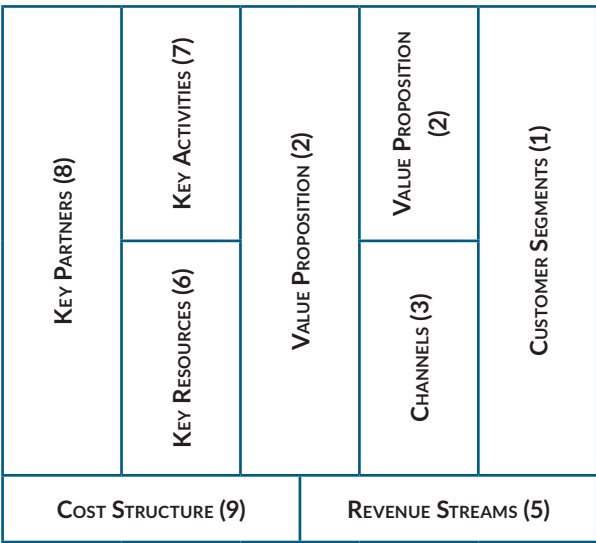 Key Partners (8)
Key Activities (7)
Key Resources (6)
Value Proposition (2)
Value Proposition
(2)
Channels (3)
Customer Segments (1)
Cost Structure (9)
Revenue Streams (5)